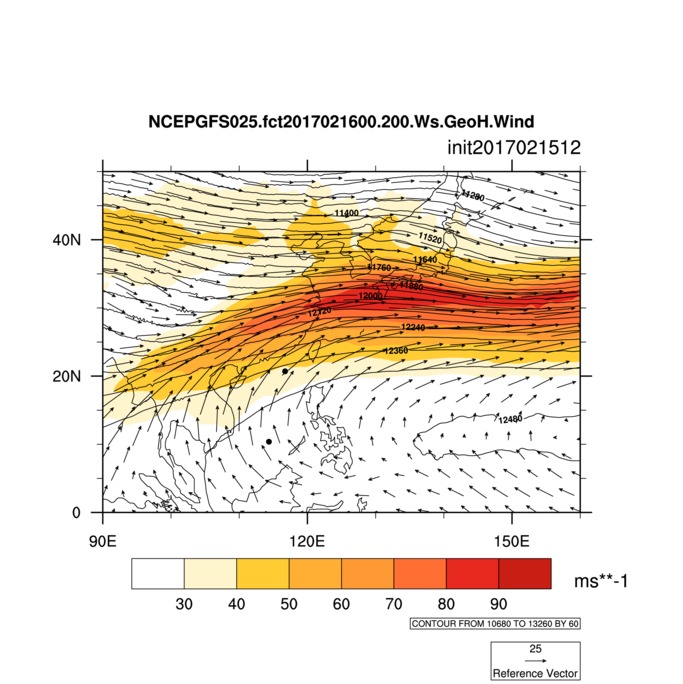 NCEPGFS025.fct2017021600.200.Ws.GeoH.Wind
init2017021512
11280
11400
11520
40N
11640
11760
11880
12000
12120
12240
12360
20N
12480
0
90E 120E 150E
ms**-1
30 40 50 60 70 80 90
CONTOUR FROM 10680 TO 13260 BY 60
25
Reference Vector